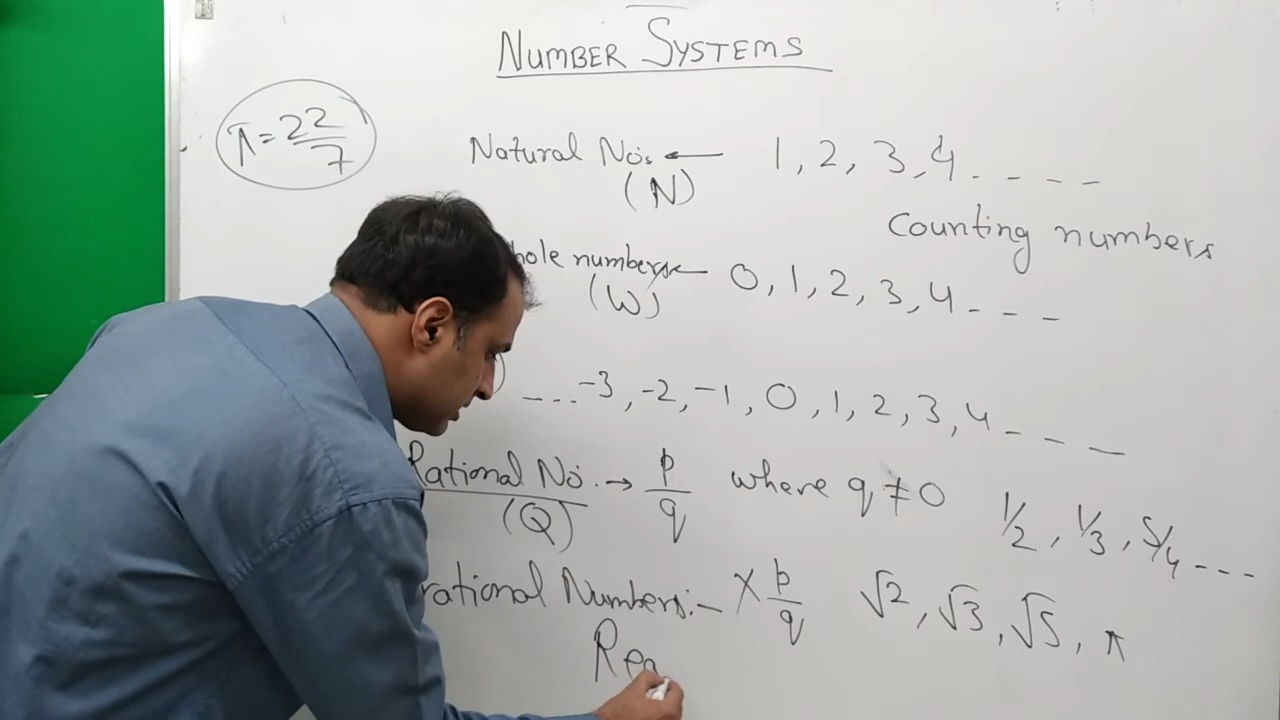 NUMBER SYSTEMS
π=22/7
Natural No's. ← 1, 2, 3, 4 - - - -
(N)
Counting numbers
hole numbers ← 0, 1, 2, 3, 4 - - -
(W)
) ---- -3, -2, -1, 0, 1, 2, 3, 4 - - -
Rational No. → p/q where q ≠ 0 1/2, 1/3, 5/4 - - -
(Q)
rational Numbers:- X p/q √2, √3, √5, π
Rea